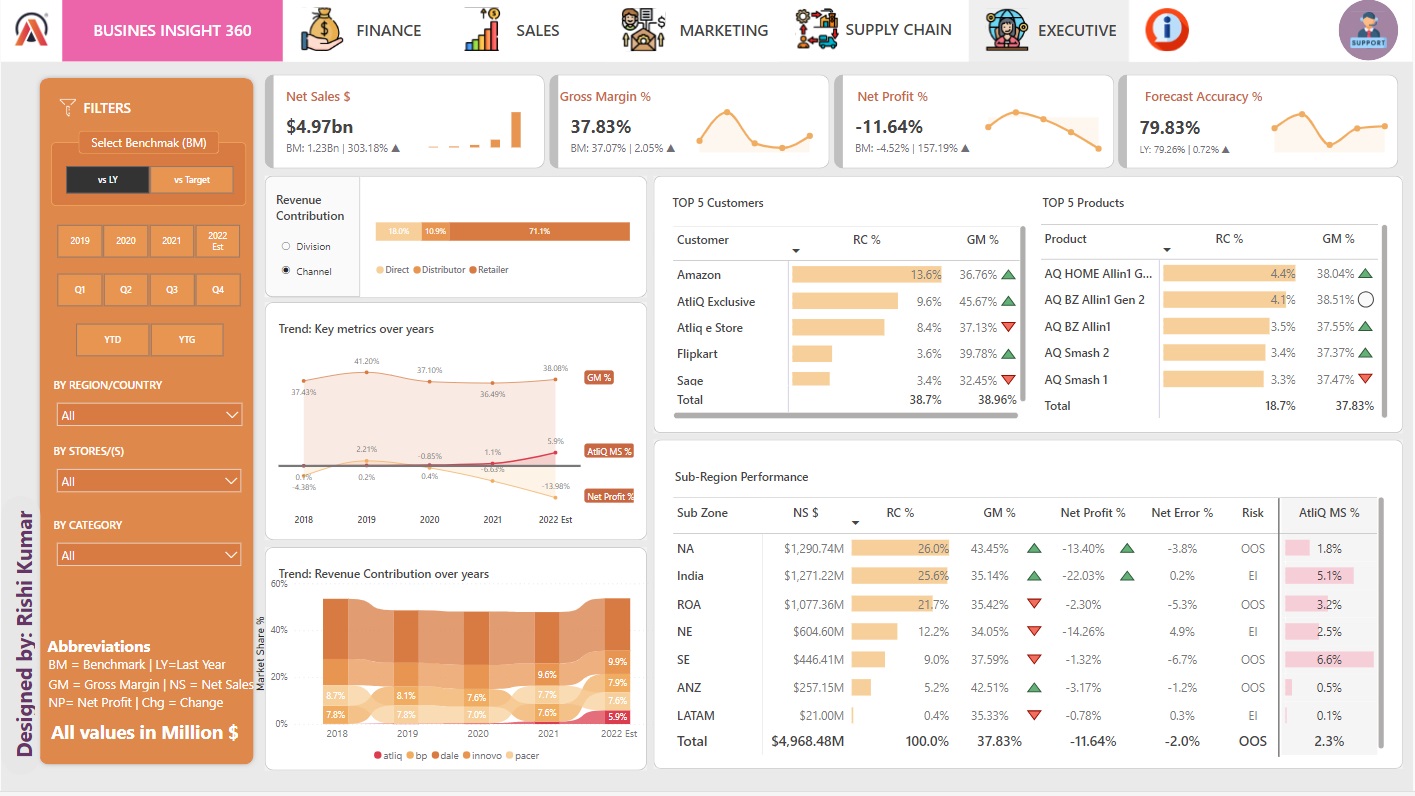 BUSINES INSIGHT 360
FINANCE
SALES
MARKETING
SUPPLY CHAIN
EXECUTIVE
SUPPORT
FILTERS
Select Benchmak (BM)
vs LY
vs Target
2019
2020
2021
2022 Est
Q1
Q2
Q3
Q4
YTD
YTG
BY REGION/COUNTRY
All
BY STORES/(S)
All
BY CATEGORY
All
Designed by: Rishi Kumar
Abbreviations
BM = Benchmark | LY=Last Year
GM = Gross Margin | NS = Net Sales
NP= Net Profit | Chg = Change
All values in Million $
Net Sales $
$4.97bn
BM: 1.23Bn | 303.18%
Gross Margin %
37.83%
BM: 37.07% | 2.05%
Net Profit %
-11.64%
BM: -4.52% | 157.19%
Forecast Accuracy %
79.83%
LY: 79.26% | 0.72%
Revenue
Contribution
Division
Channel
18.0% 10.9% 71.1%
Direct Distributor Retailer
Trend: Key metrics over years
37.43% 41.20% 37.10% 36.49% 38.08%
GM %
2.21% -0.85% 1.1% 5.9%
AtliQ MS %
0.1% 0.2% 0.4% -6.63%
-4.38% -13.98%
Net Profit %
2018 2019 2020 2021 2022 Est
Trend: Revenue Contribution over years
Market Share %
60%
40%
20%
0%
8.7% 8.1% 7.6% 9.6% 9.9%
7.8% 7.8% 7.0% 7.7% 7.9%
7.6% 7.6%
5.9%
2018 2019 2020 2021 2022 Est
atliq bp dale innovo pacer
TOP 5 Customers
Customer RC % GM %
Amazon 13.6% 36.76%
AtliQ Exclusive 9.6% 45.67%
Atliq e Store 8.4% 37.13%
Flipkart 3.6% 39.78%
Sage 3.4% 32.45%
Total 38.7% 38.96%
TOP 5 Products
Product RC % GM %
AQ HOME Allin1 G... 4.4% 38.04%
AQ BZ Allin1 Gen 2 4.1% 38.51%
AQ BZ Allin1 3.5% 37.55%
AQ Smash 2 3.4% 37.37%
AQ Smash 1 3.3% 37.47%
Total 18.7% 37.83%
Sub-Region Performance
Sub Zone NS $ RC % GM % Net Profit % Net Error % Risk AtliQ MS %
NA $1,290.74M 26.0% 43.45% -13.40% -3.8% OOS 1.8%
India $1,271.22M 25.6% 35.14% -22.03% 0.2% EI 5.1%
ROA $1,077.36M 21.7% 35.42% -2.30% -5.3% OOS 3.2%
NE $604.60M 12.2% 34.05% -14.26% 4.9% EI 2.5%
SE $446.41M 9.0% 37.59% -1.32% -6.7% OOS 6.6%
ANZ $257.15M 5.2% 42.51% -3.17% -1.2% OOS 0.5%
LATAM $21.00M 0.4% 35.33% -0.78% 0.3% EI 0.1%
Total $4,968.48M 100.0% 37.83% -11.64% -2.0% OOS 2.3%